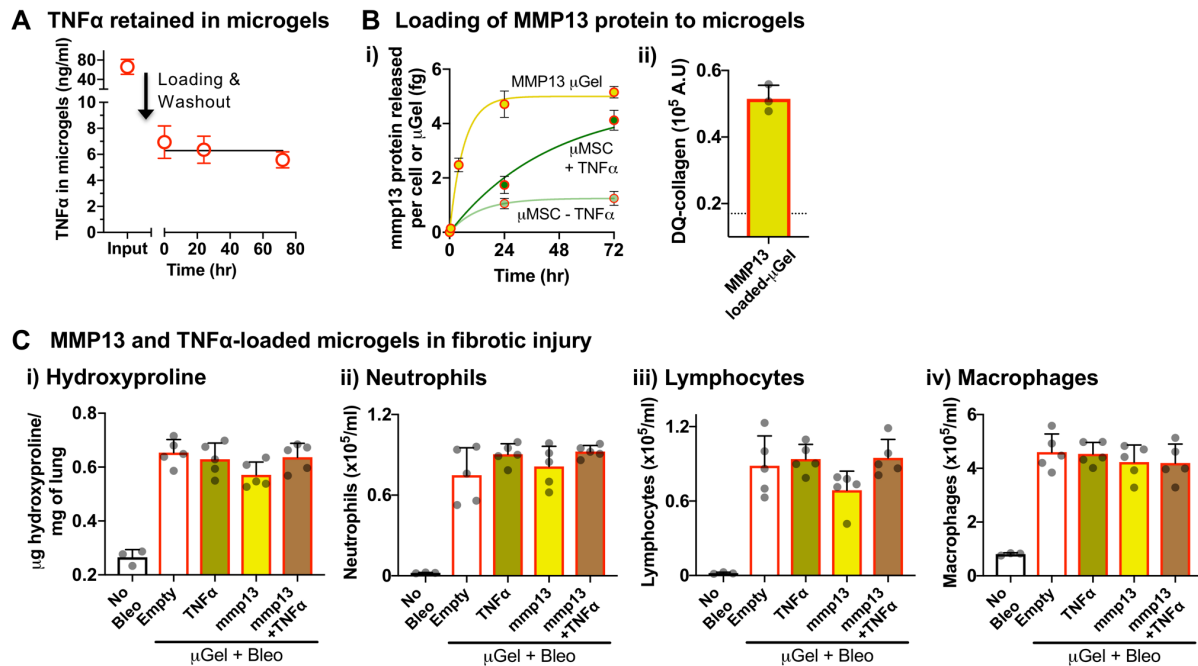 A TNFα retained in microgels
TNFα in microgels (ng/ml)
80
40
10
8
6
4
2
0
Loading &
Washout
Input
0 20 40 60 80
Time (hr)
B Loading of MMP13 protein to microgels
i)
mmp13 protein released
per cell or μGel (fg)
6
4
2
0
MMP13 μGel
μMSC
+ TNFα
μMSC - TNFα
0 24 48 72
Time (hr)
ii)
DQ-collagen (10⁵ A.U)
0.6
0.4
0.2
MMP13
loaded-μGel
C MMP13 and TNFα-loaded microgels in fibrotic injury
i) Hydroxyproline
μg hydroxyproline/
mg of lung
0.8
0.6
0.4
0.2
No
Bleo
Empty
TNFα
mmp13
mmp13
+TNFα
μGel + Bleo
ii) Neutrophils
Neutrophils (x10⁵/ml)
1.2
0.6
0
No
Bleo
Empty
TNFα
mmp13
mmp13
+TNFα
μGel + Bleo
iii) Lymphocytes
Lymphocytes (x10⁵/ml)
1.2
0.6
0
No
Bleo
Empty
TNFα
mmp13
mmp13
+TNFα
μGel + Bleo
iv) Macrophages
Macrophages (x10⁵/ml)
6
4
2
0
No
Bleo
Empty
TNFα
mmp13
mmp13
+TNFα
μGel + Bleo